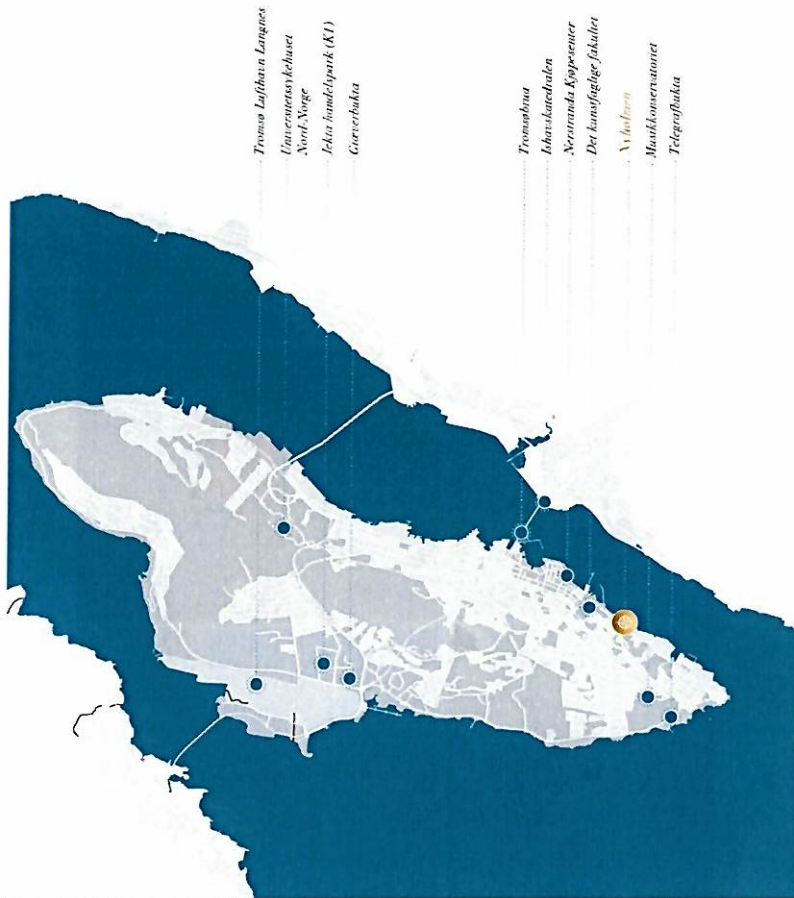 Tromsø Lufthavn Langnes
Universitetssykehuset
Nord-Norge
Jekta handelspark (K1)
Giæverbukta
Tromsøbrua
Ishavskatedralen
Nerstranda Kjøpesenter
Det kunstfaglige fakultet
Musikkonservatoriet
Telegrafbukta